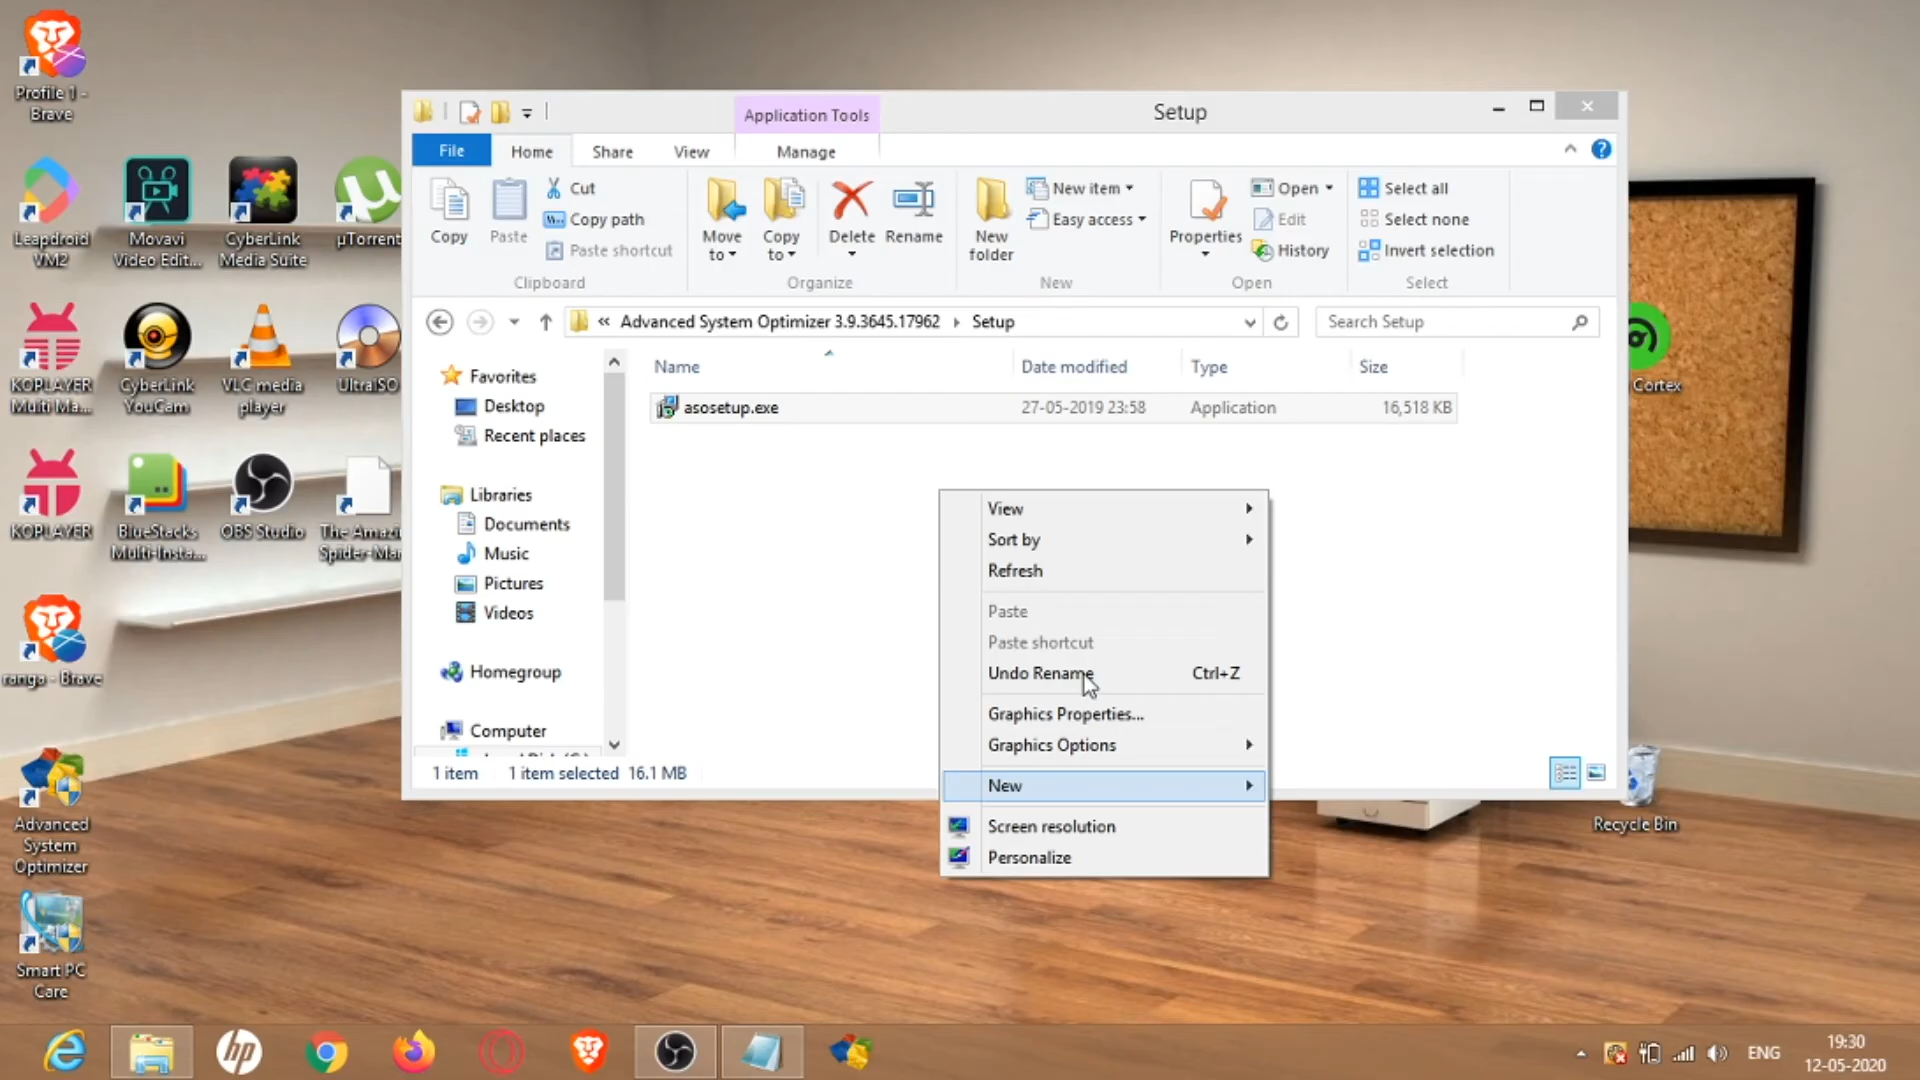 Profile 1 -
Brave
Leapdroid
VM2
Movavi
Video Edit...
CyberLink
Media Suite
µTorrent
KOPLAYER
Multi Ma...
CyberLink
YouCam
VLC media
player
UltraISO
KOPLAYER
BlueStacks
Multi-Insta...
OBS Studio
The Amazi
Spider-Ma
ranga - Brave
Advanced
System
Optimizer
Smart PC
Care
Application Tools
Setup
File
Home
Share
View
Manage
Copy
Paste
Cut
Copy path
Paste shortcut
Clipboard
Move
to
Copy
to
Delete
Rename
Organize
New
folder
New item
Easy access
New
Properties
Open
Edit
History
Open
Select all
Select none
Invert selection
Select
« Advanced System Optimizer 3.9.3645.17962
Setup
Search Setup
Favorites
Desktop
Recent places
Libraries
Documents
Music
Pictures
Videos
Homegroup
Computer
Name
Date modified
Type
Size
asosetup.exe
27-05-2019 23:58
Application
16,518 KB
View
Sort by
Refresh
Paste
Paste shortcut
Undo Rename
Ctrl+Z
Graphics Properties...
Graphics Options
New
Screen resolution
Personalize
1 item
1 item selected
16.1 MB
Cortex
Recycle Bin
hp
ENG
19:30
12-05-2020